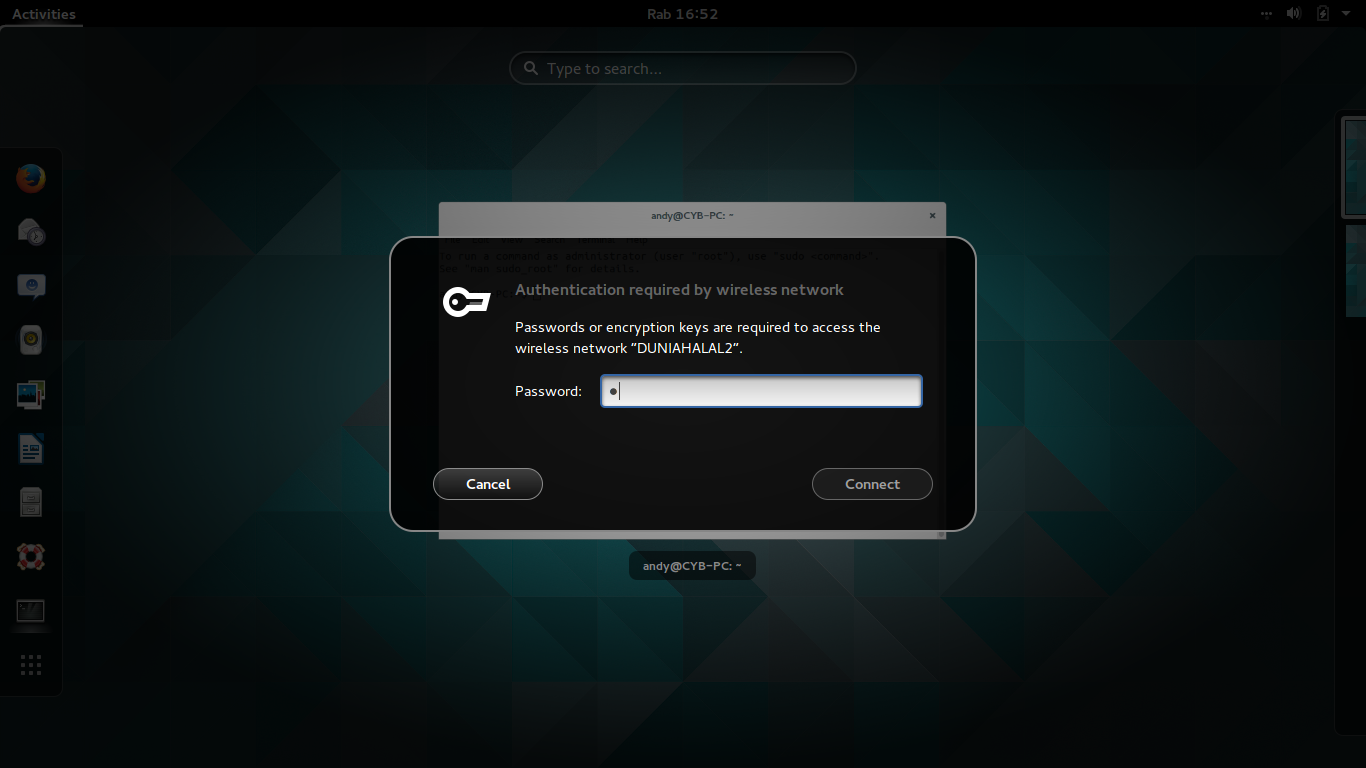 Activities
Rab 16:52
Type to search...
andy@CYB-PC: ~
To run a command as administrator (user "root"), use "sudo <command>".
See "man sudo_root" for details.
Authentication required by wireless network
Passwords or encryption keys are required to access the
wireless network “DUNIAHALAL2”.
Password:
Cancel
Connect
andy@CYB-PC: ~